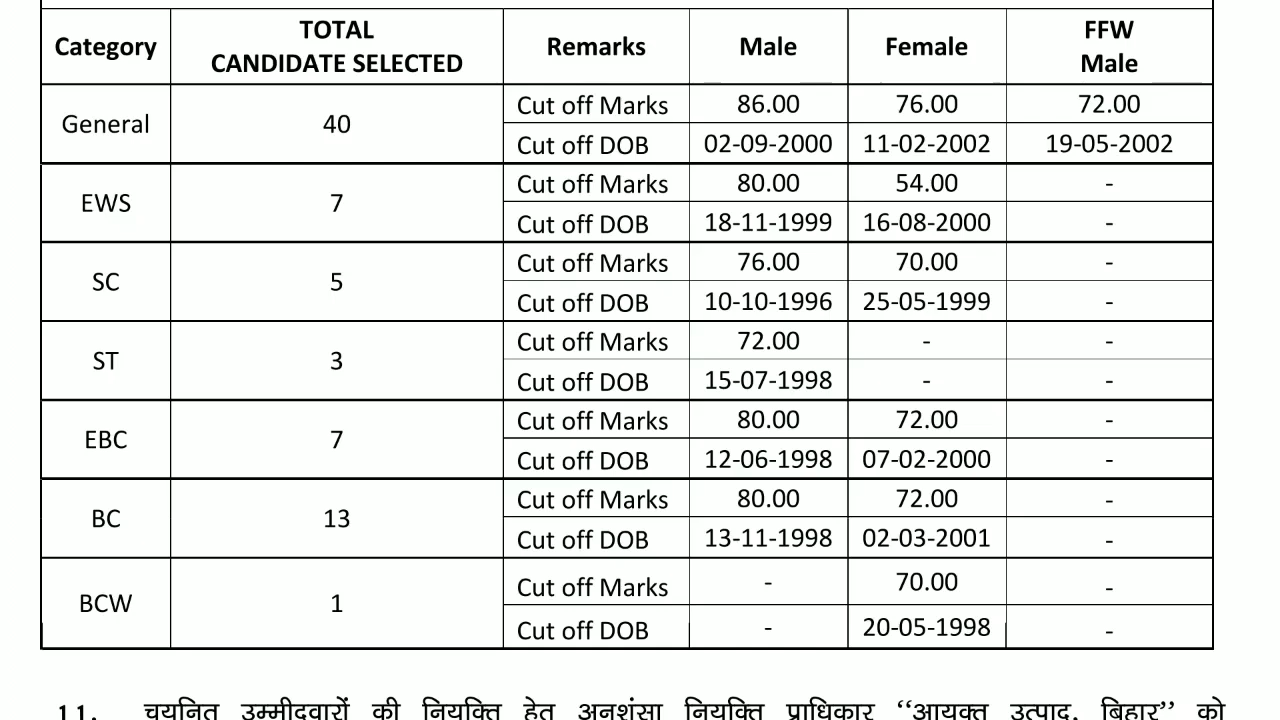 Category TOTAL CANDIDATE SELECTED Remarks Male Female FFW Male
General 40 Cut off Marks 86.00 76.00 72.00
Cut off DOB 02-09-2000 11-02-2002 19-05-2002
EWS 7 Cut off Marks 80.00 54.00 -
Cut off DOB 18-11-1999 16-08-2000 -
SC 5 Cut off Marks 76.00 70.00 -
Cut off DOB 10-10-1996 25-05-1999 -
ST 3 Cut off Marks 72.00 - -
Cut off DOB 15-07-1998 - -
EBC 7 Cut off Marks 80.00 72.00 -
Cut off DOB 12-06-1998 07-02-2000 -
BC 13 Cut off Marks 80.00 72.00 -
Cut off DOB 13-11-1998 02-03-2001 -
BCW 1 Cut off Marks - 70.00 -
Cut off DOB - 20-05-1998 -
11. चयनित उम्मीदवारों की नियुक्ति हेतु अनुशंसा नियुक्ति प्राधिकार “आयुक्त उत्पाद, बिहार” को